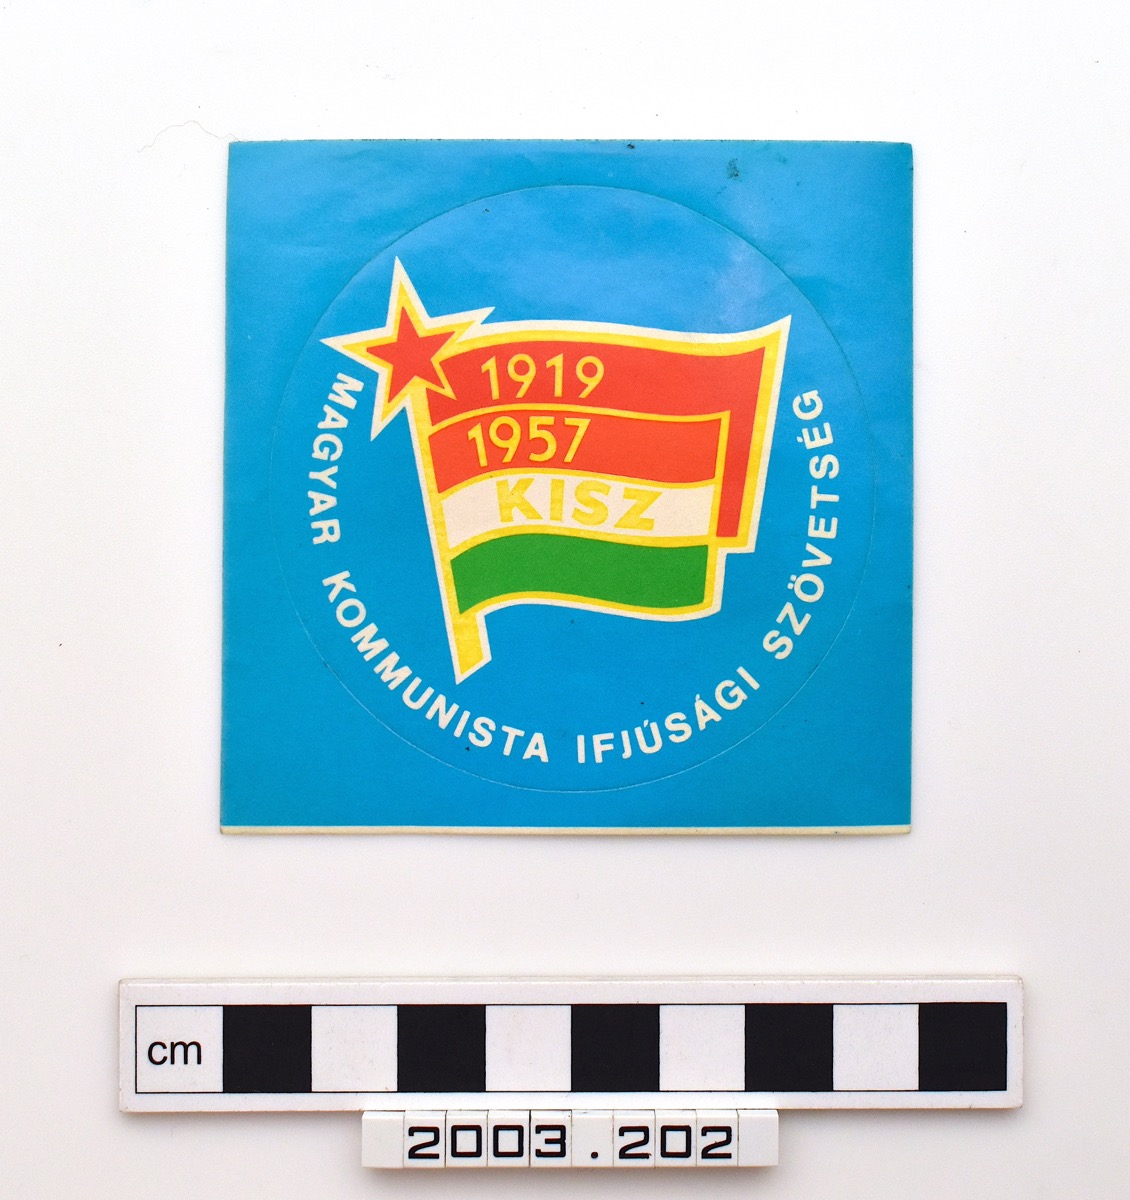 1919
1957
KISZ
MAGYAR KOMMUNISTA IFJÚSÁGI SZÖVETSÉG
cm
2003.202